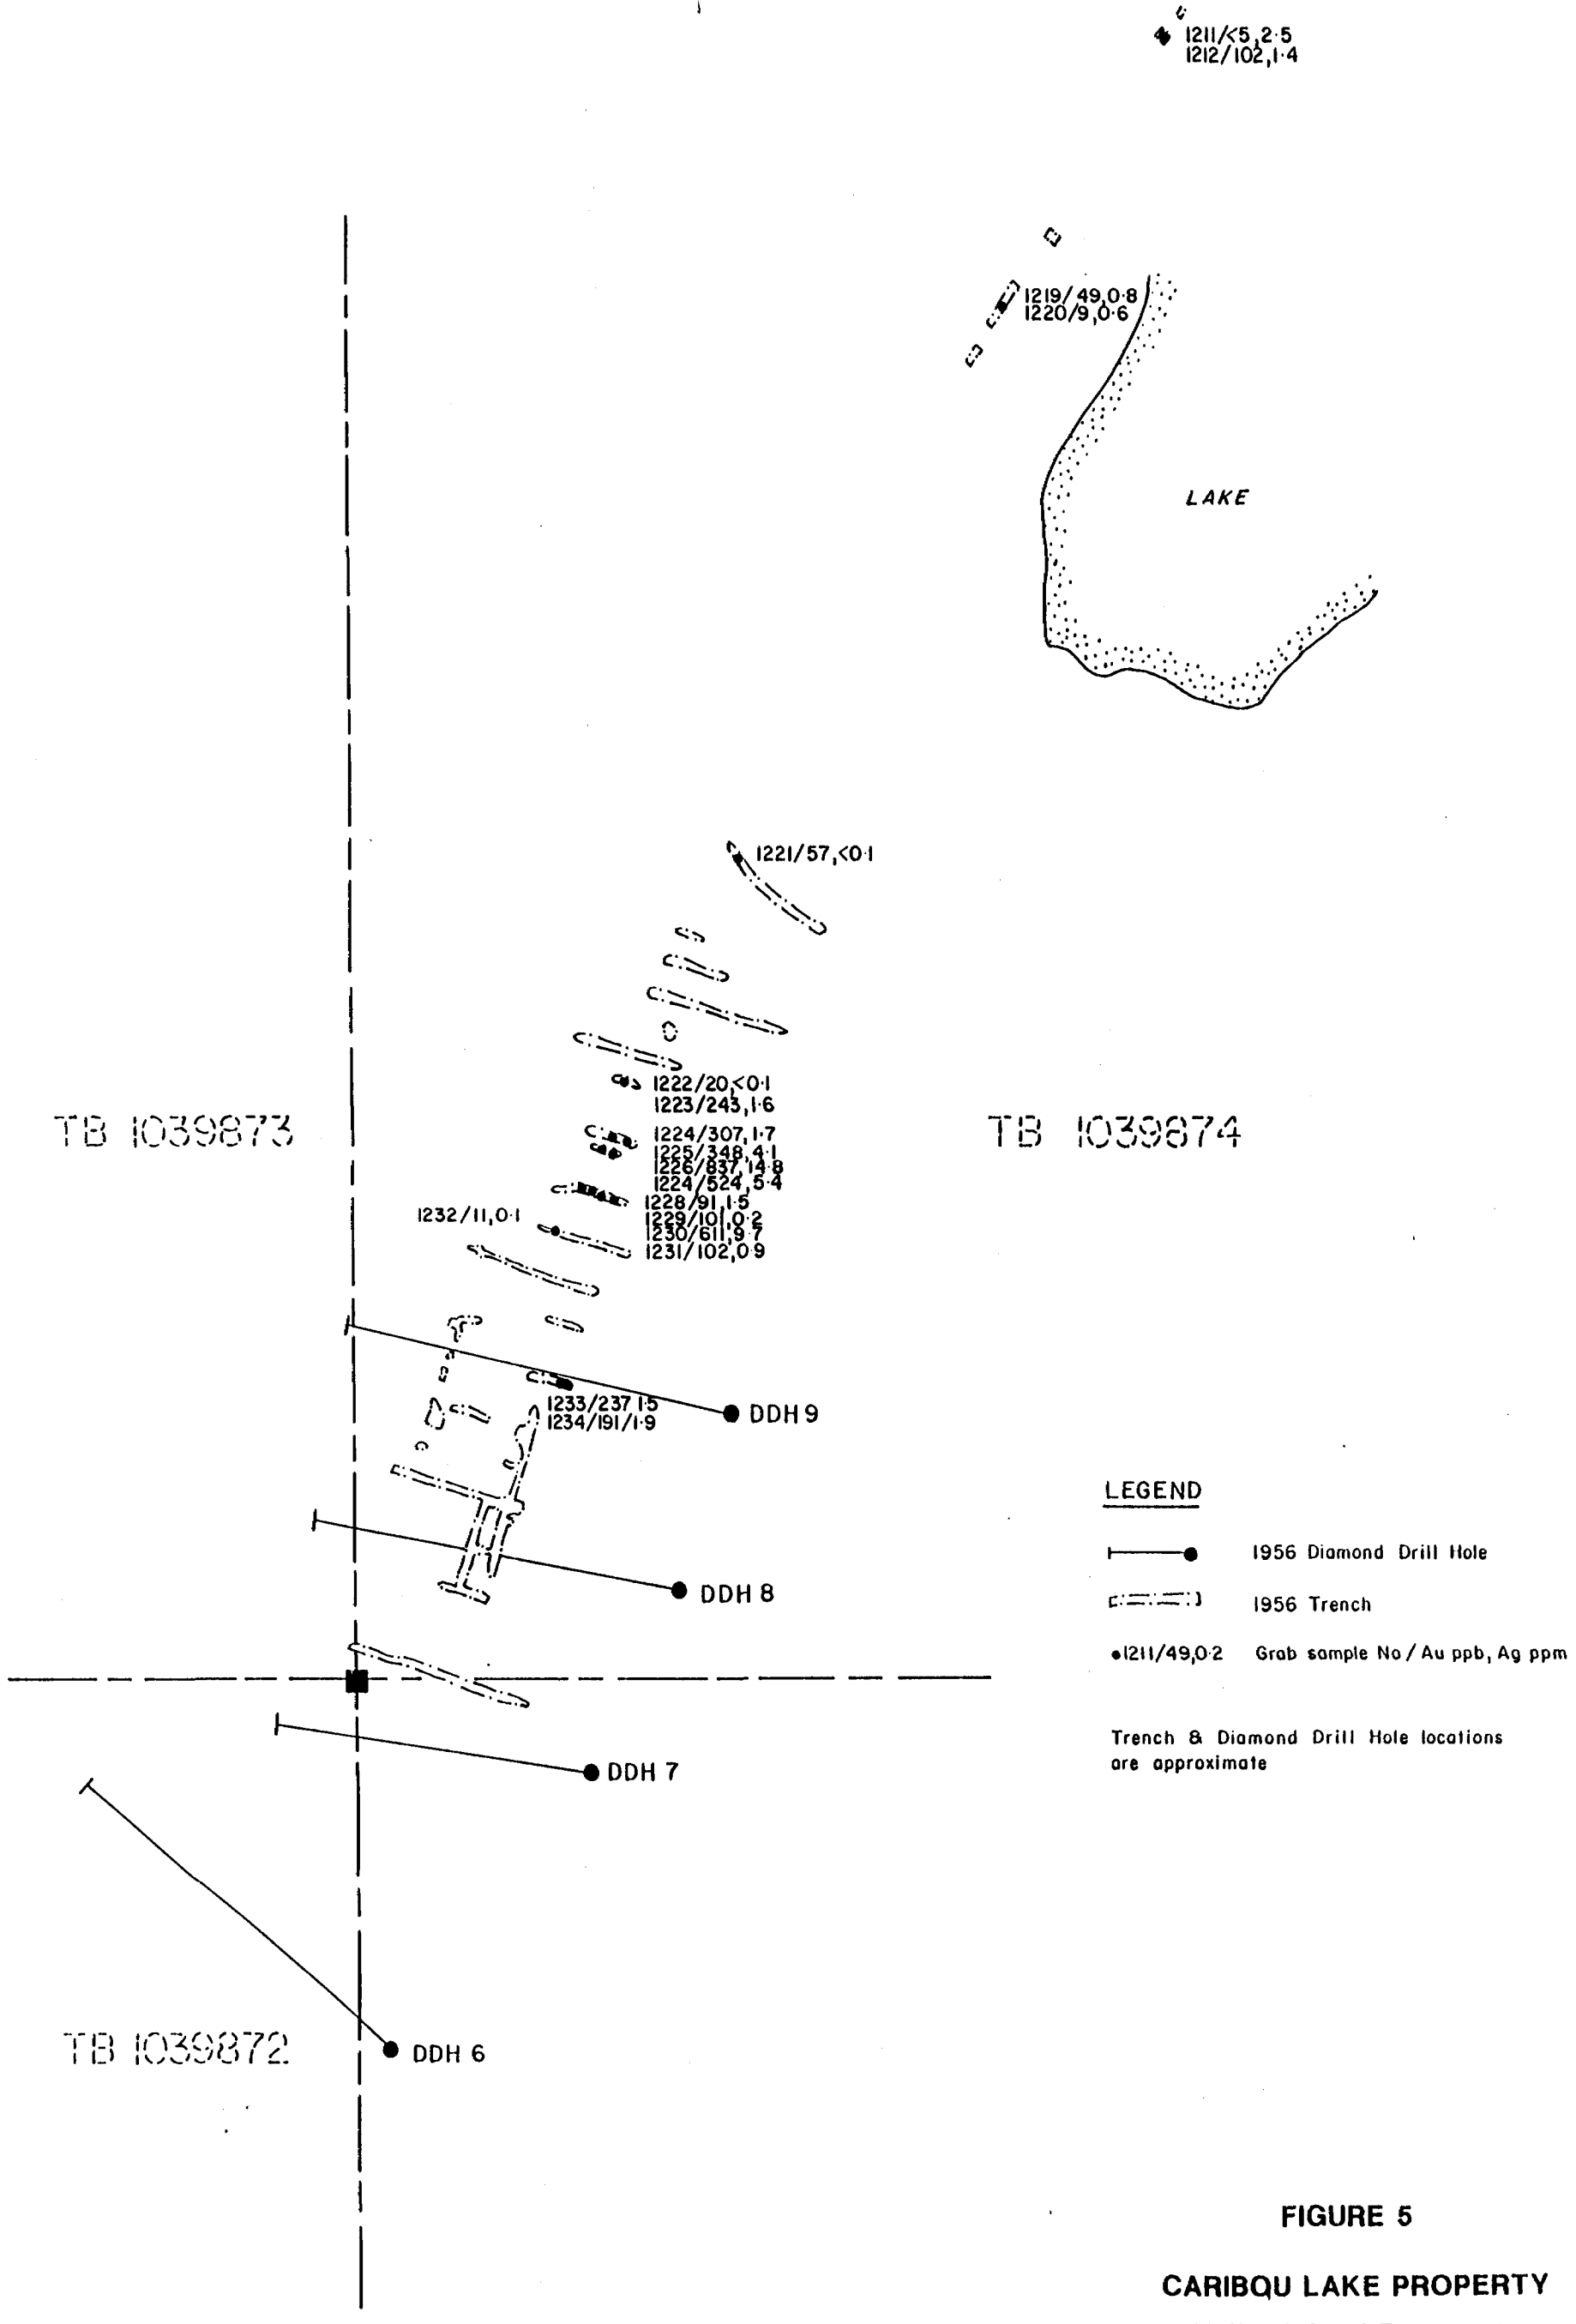 1211/<5,2·5
1212/102,1·4
1219/49,0·8
1220/9,0·6
LAKE
1221/57,<0·1
1222/20,<0·1
1223/243,1·6
TB 1039873
TB 1039874
1224/307,1·7
1225/348,4·1
1226/837,14·8
1224/524,5·4
1228/91,1·5
1229/101,0·2
1230/611,9·7
1231/102,0·9
1232/11,0·1
1233/237 1·5
1234/191/1·9
DDH 9
DDH 8
DDH 7
DDH 6
TB 1039872
LEGEND
1956 Diamond Drill Hole
1956 Trench
1211/49,0·2 Grab sample No / Au ppb, Ag ppm
Trench & Diamond Drill Hole locations
are approximate
FIGURE 5
CARIBOU LAKE PROPERTY